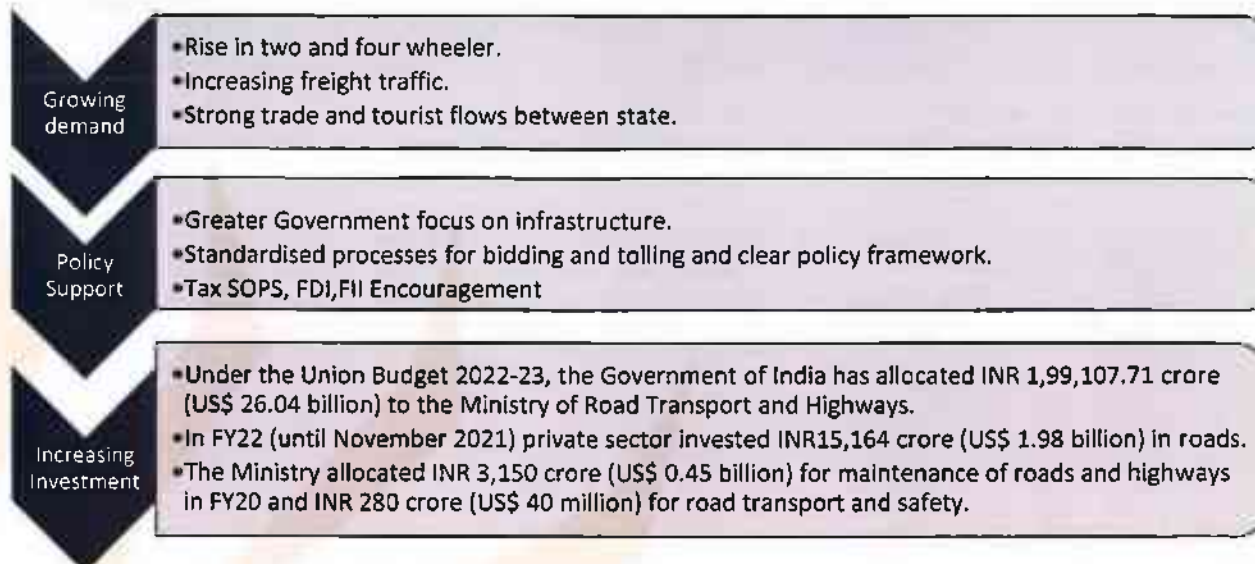 Growing
demand
•Rise in two and four wheeler.
•Increasing freight traffic.
•Strong trade and tourist flows between state.
Policy
Support
•Greater Government focus on infrastructure.
•Standardised processes for bidding and tolling and clear policy framework.
•Tax SOPS, FDI,FII Encouragement
Increasing
Investment
•Under the Union Budget 2022-23, the Government of India has allocated INR 1,99,107.71 crore
(US$ 26.04 billion) to the Ministry of Road Transport and Highways.
•In FY22 (until November 2021) private sector invested INR15,164 crore (US$ 1.98 billion) in roads.
•The Ministry allocated INR 3,150 crore (US$ 0.45 billion) for maintenance of roads and highways
in FY20 and INR 280 crore (US$ 40 million) for road transport and safety.